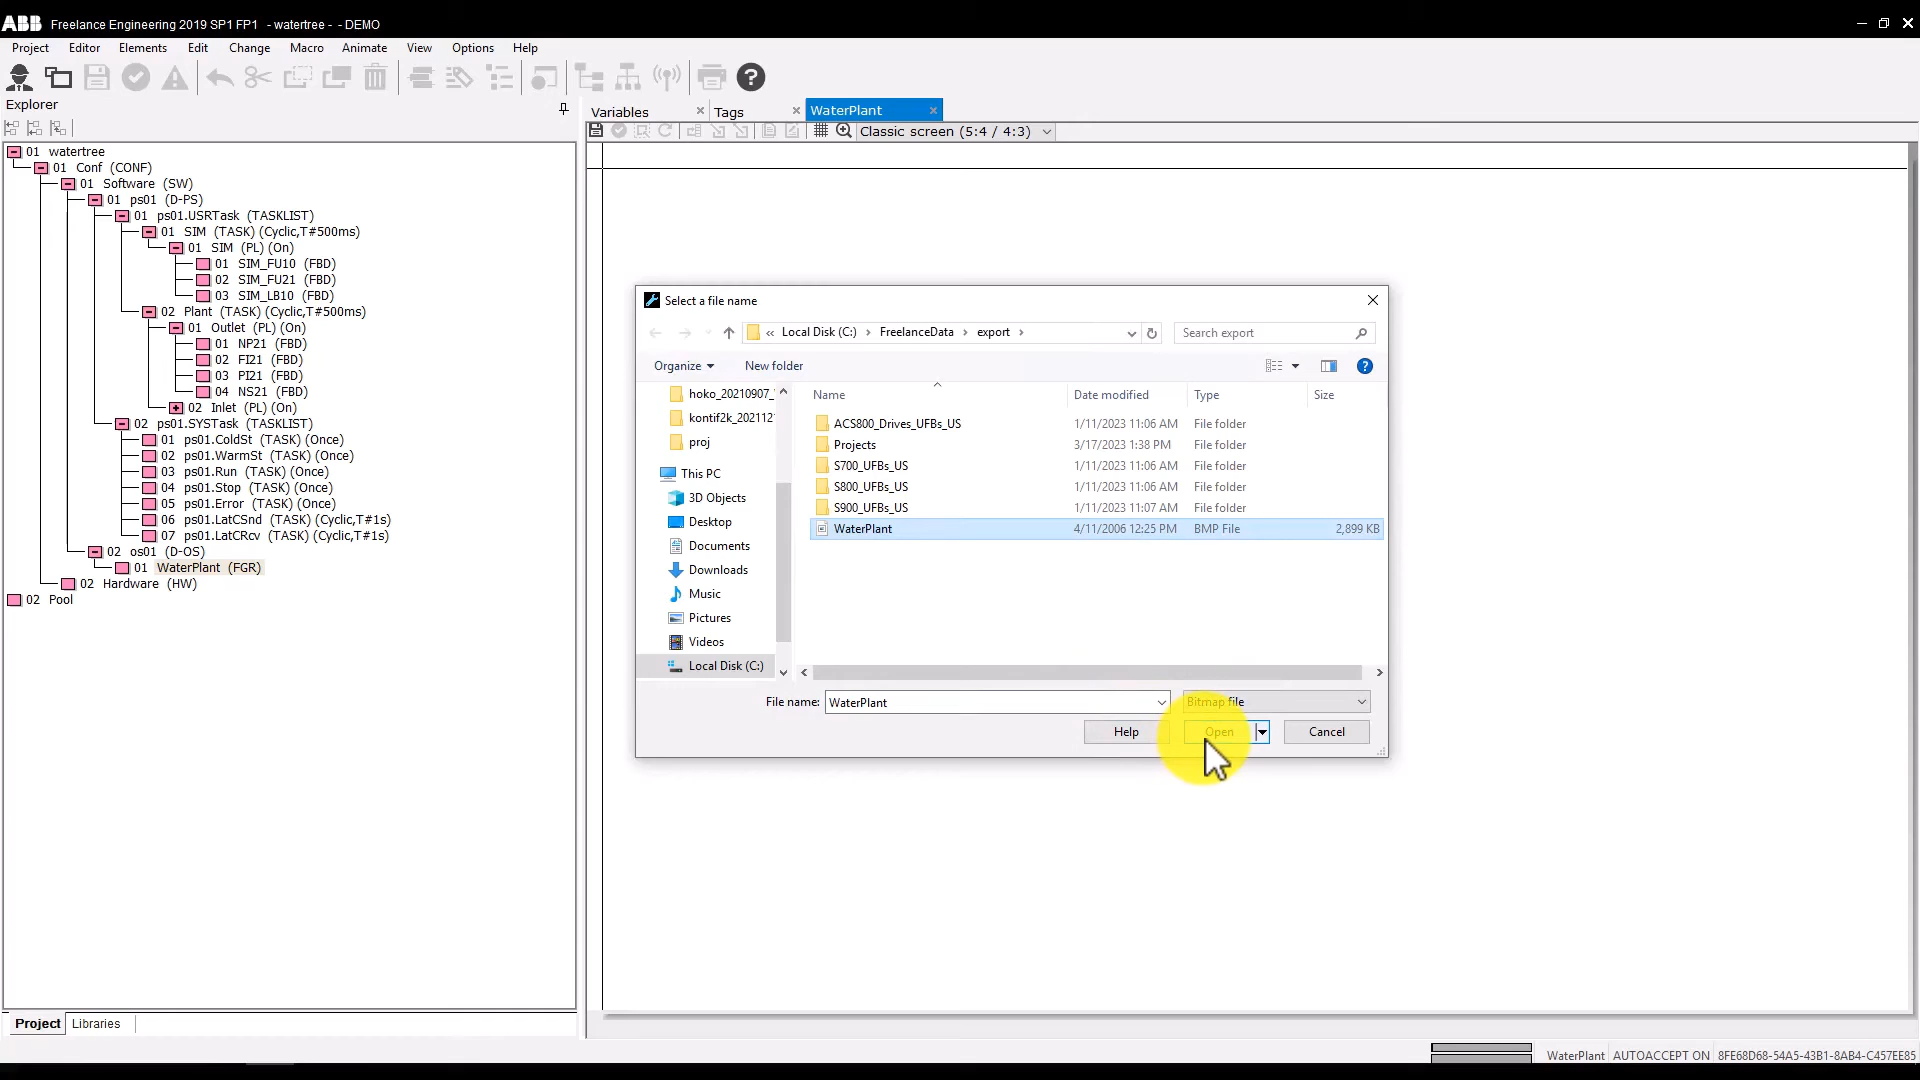 ABB Freelance Engineering 2019 SP1 FP1 - watertree - - DEMO
Project Editor Elements Edit Change Macro Animate View Options Help
Explorer
Variables Tags WaterPlant
Classic screen (5:4 / 4:3)
01 watertree
01 Conf (CONF)
01 Software (SW)
01 ps01 (D-PS)
01 ps01.USRTask (TASKLIST)
01 SIM (TASK) (Cyclic,T#500ms)
01 SIM (PL) (On)
01 SIM_FU10 (FBD)
02 SIM_FU21 (FBD)
03 SIM_LB10 (FBD)
02 Plant (TASK) (Cyclic,T#500ms)
01 Outlet (PL) (On)
01 NP21 (FBD)
02 FI21 (FBD)
03 PI21 (FBD)
04 NS21 (FBD)
02 Inlet (PL) (On)
02 ps01.SYSTask (TASKLIST)
01 ps01.ColdSt (TASK) (Once)
02 ps01.WarmSt (TASK) (Once)
03 ps01.Run (TASK) (Once)
04 ps01.Stop (TASK) (Once)
05 ps01.Error (TASK) (Once)
06 ps01.LatCSnd (TASK) (Cyclic,T#1s)
07 ps01.LatCRcv (TASK) (Cyclic,T#1s)
02 os01 (D-OS)
01 WaterPlant (FGR)
02 Hardware (HW)
02 Pool
Select a file name
« Local Disk (C:) › FreelanceData › export ›
Search export
Organize New folder
hoko_20210907_
kontif2k_202112
proj
This PC
3D Objects
Desktop
Documents
Downloads
Music
Pictures
Videos
Local Disk (C:)
Name Date modified Type Size
ACS800_Drives_UFBs_US 1/11/2023 11:06 AM File folder
Projects 3/17/2023 1:38 PM File folder
S700_UFBs_US 1/11/2023 11:06 AM File folder
S800_UFBs_US 1/11/2023 11:06 AM File folder
S900_UFBs_US 1/11/2023 11:07 AM File folder
WaterPlant 4/11/2006 12:25 PM BMP File 2,899 KB
File name: WaterPlant Bitmap file
Help Open Cancel
Project Libraries
WaterPlant AUTOACCEPT ON 8FE68D68-54A5-43B1-8AB4-C457EE85